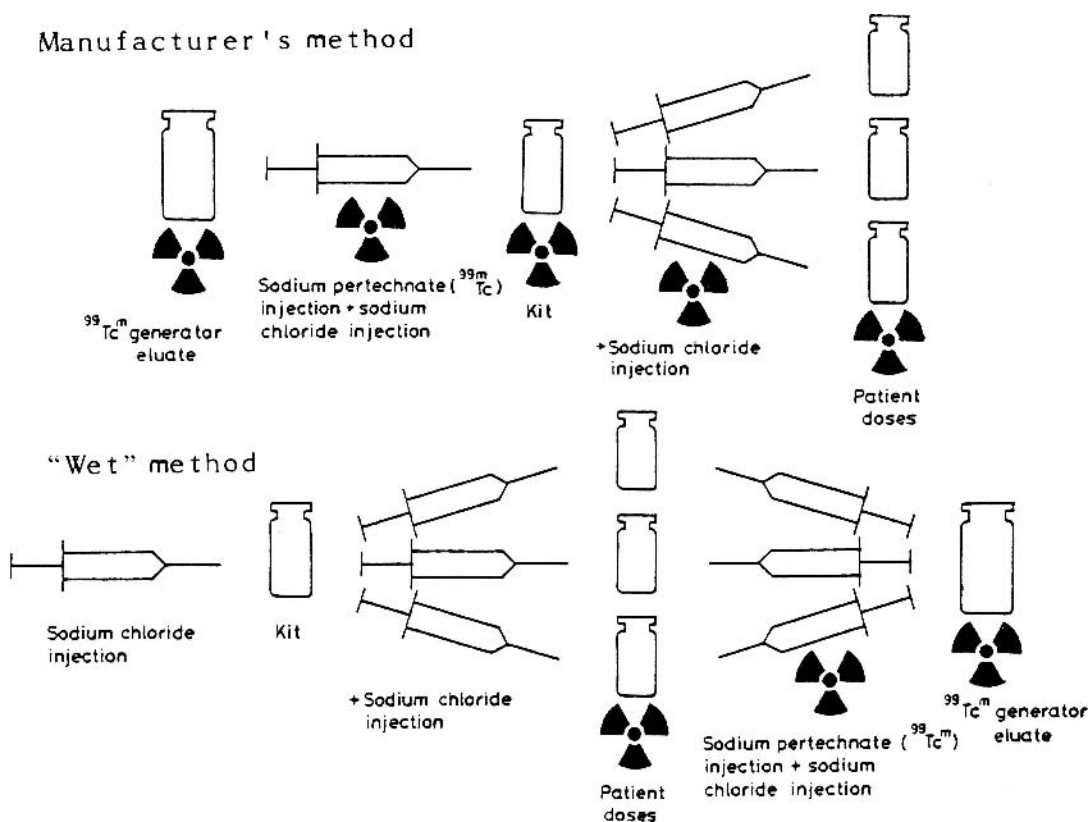 Manufacturer's method
⁹⁹Tcᵐ generator
eluate
Sodium pertechnate (⁹⁹ᵐTc)
injection + sodium
chloride injection
Kit
+Sodium chloride
injection
Patient
doses
“Wet” method
Sodium chloride
injection
Kit
+ Sodium chloride
injection
Patient
doses
Sodium pertechnate (⁹⁹Tcᵐ)
injection + sodium
chloride injection
⁹⁹Tcᵐ generator
eluate